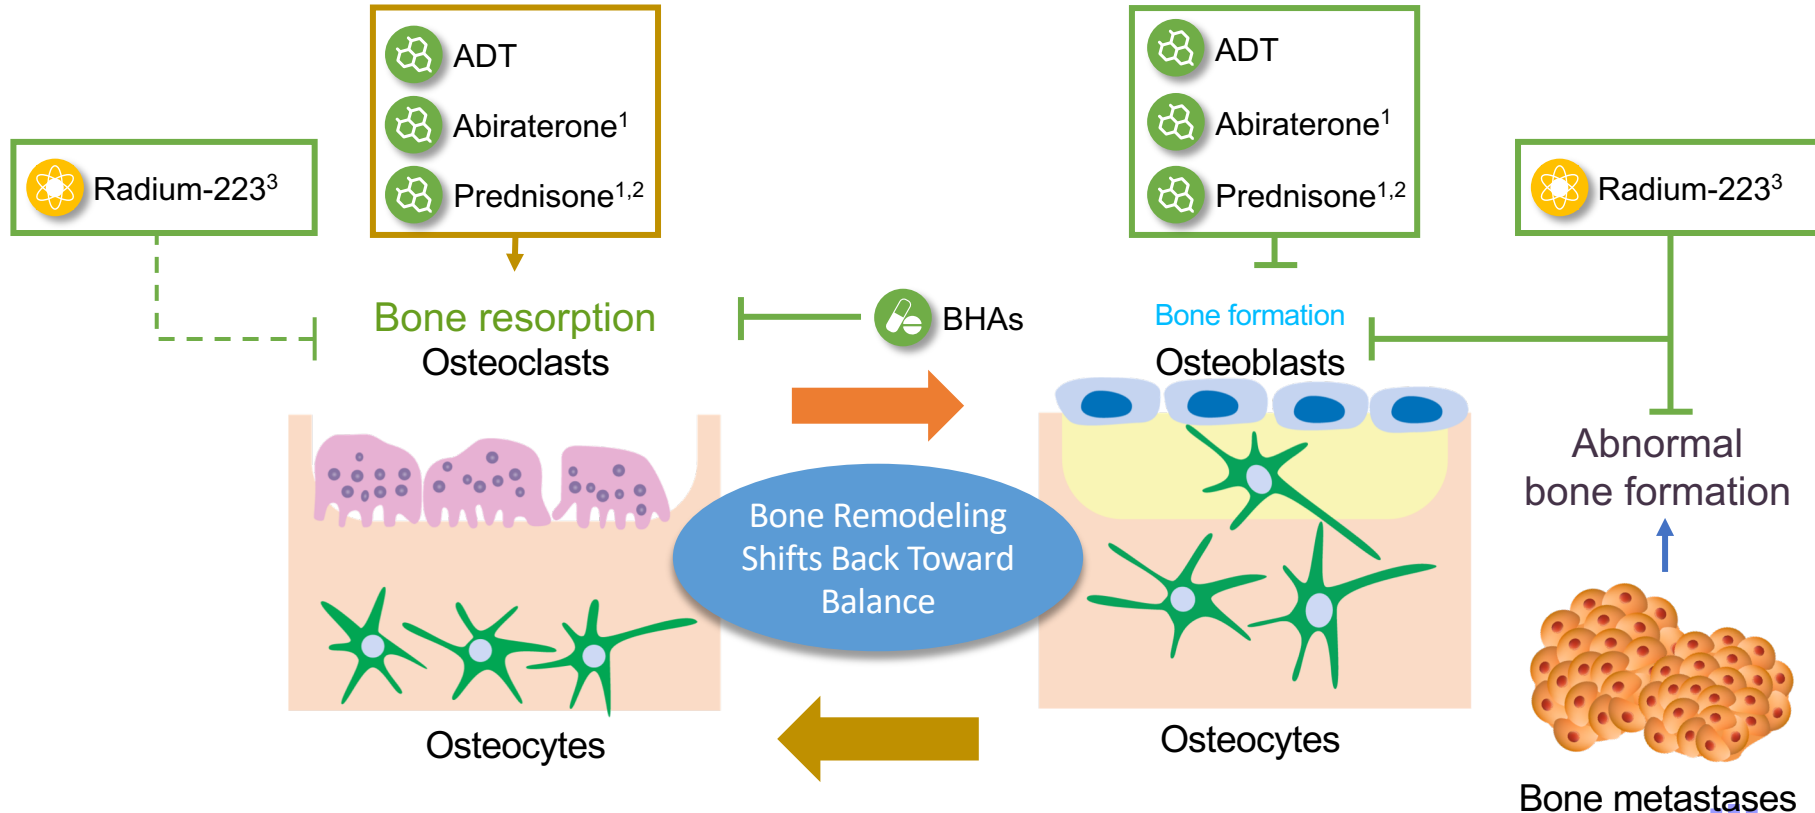 ADT
Abiraterone¹
Prednisone¹,²
Radium-223³
ADT
Abiraterone¹
Prednisone¹,²
Radium-223³
Bone resorption
Osteoclasts
BHAs
Bone formation
Osteoblasts
Abnormal
bone formation
Bone Remodeling
Shifts Back Toward
Balance
Osteocytes
Osteocytes
Bone metastases